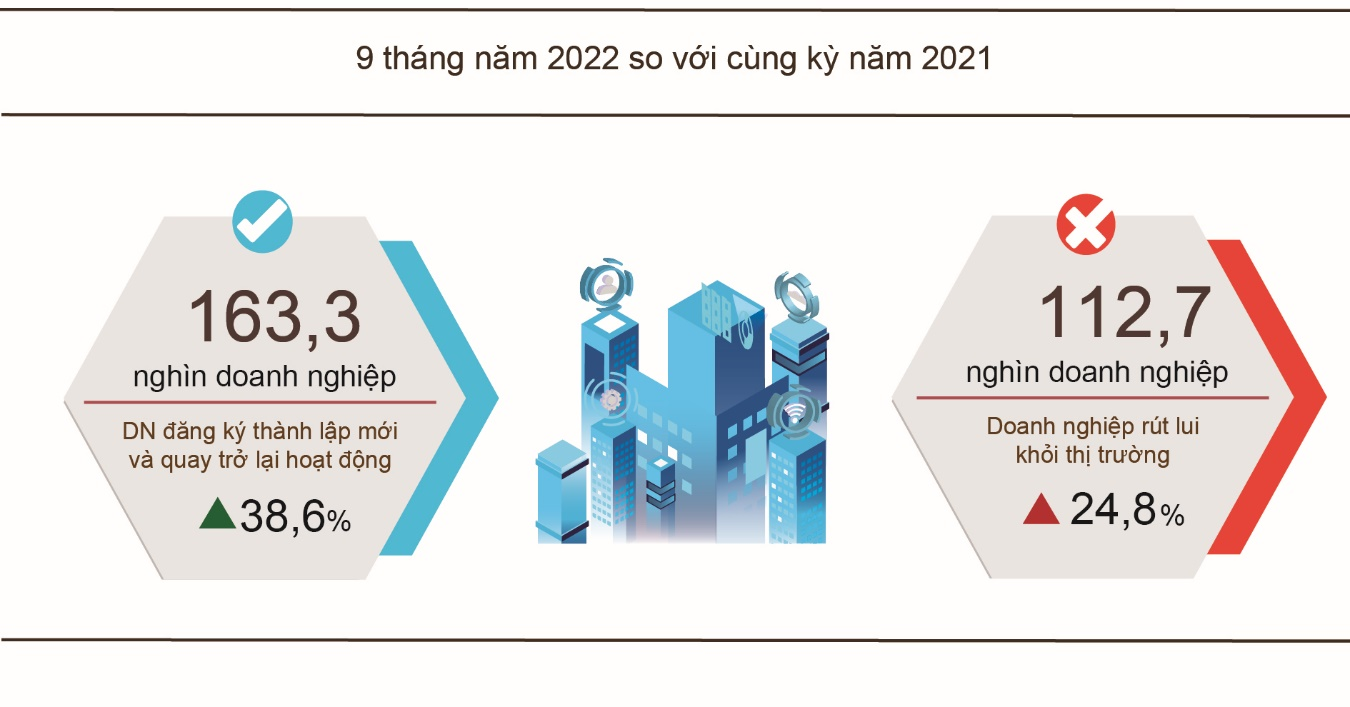 9 tháng năm 2022 so với cùng kỳ năm 2021
163,3
nghìn doanh nghiệp
DN đăng ký thành lập mới
và quay trở lại hoạt động
38,6%
112,7
nghìn doanh nghiệp
Doanh nghiệp rút lui
khỏi thị trường
24,8%